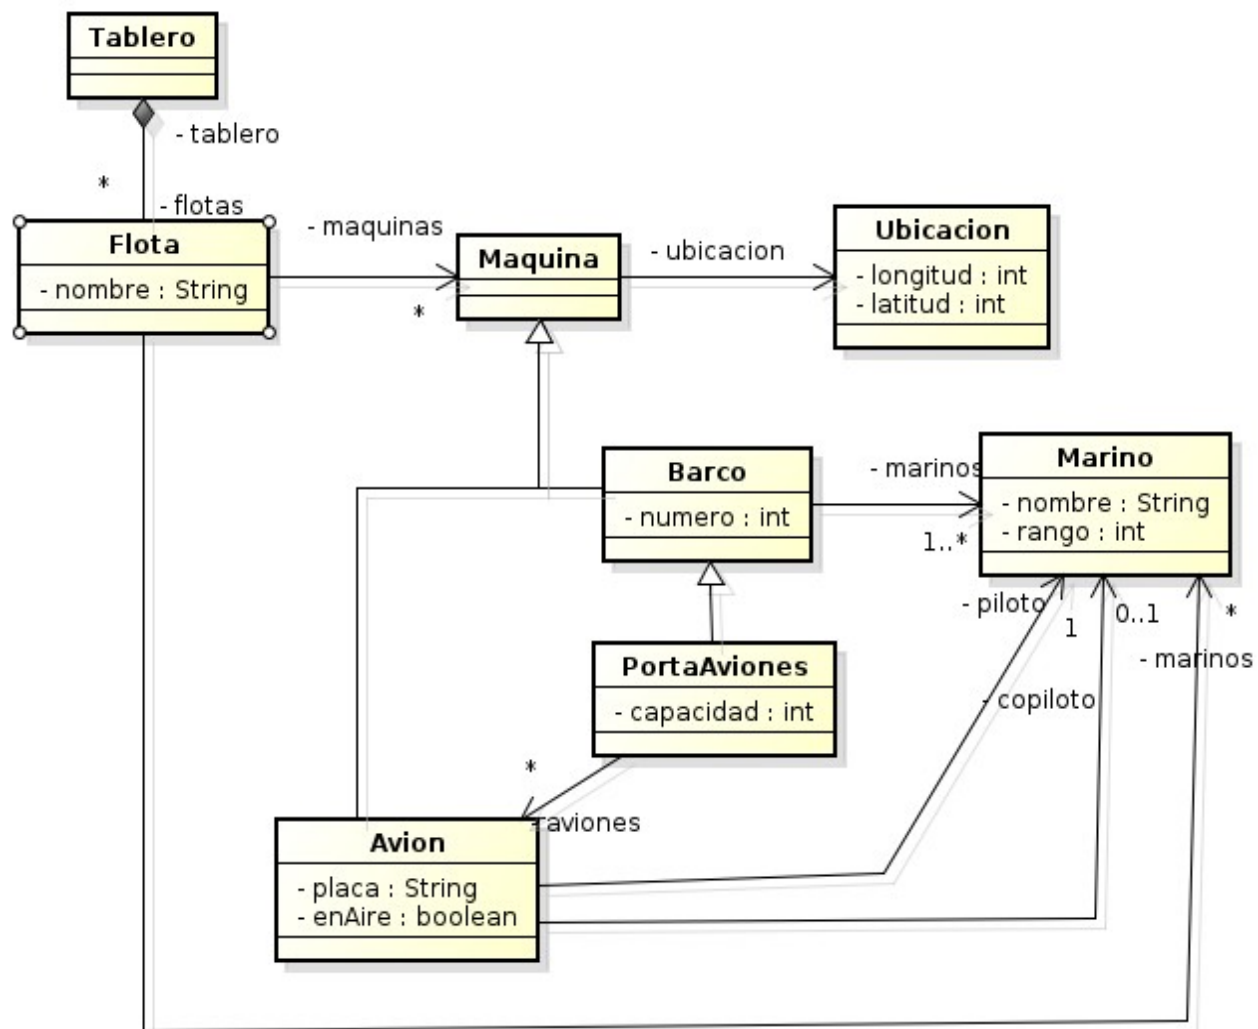 Tablero
- tablero
*
- flotas
Flota
- nombre : String
- maquinas
*
Maquina
- ubicacion
Ubicacion
- longitud : int
- latitud : int
Barco
- numero : int
- marinos
1..*
Marino
- nombre : String
- rango : int
- piloto
1
0..1
*
- marinos
- copiloto
PortaAviones
- capacidad : int
*
- aviones
Avion
- placa : String
- enAire : boolean